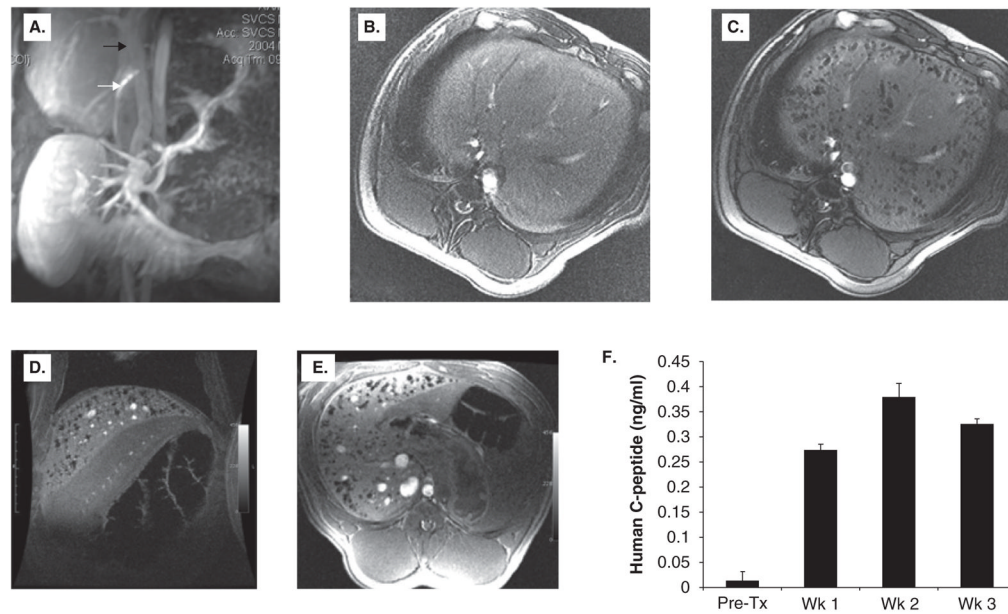 A.
SVCS
Acc: SVCS M
2004
Acq Tm: 09
COI)
B.
C.
D.
E.
F.
Human C-peptide (ng/ml)
0.45
0.4
0.35
0.3
0.25
0.2
0.15
0.1
0.05
0
Pre-Tx
Wk 1
Wk 2
Wk 3